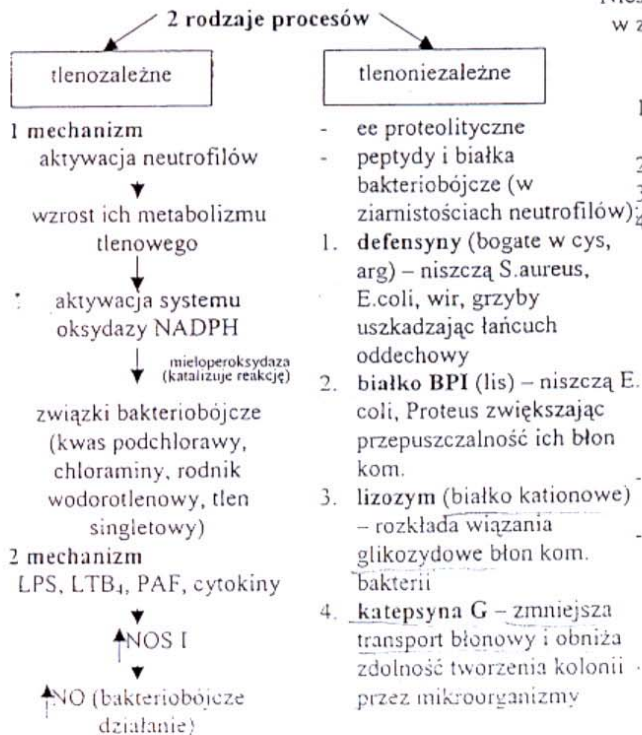 2 rodzaje procesów
tlenozależne
1 mechanizm
aktywacja neutrofilów
wzrost ich metabolizmu
tlenowego
aktywacja systemu
oksydazy NADPH
mieloperoksydaza
(katalizuje reakcję)
związki bakteriobójcze
(kwas podchlorawy,
chloraminy, rodnik
wodorotlenowy, tlen
singletowy)
2 mechanizm
LPS, LTB₄, PAF, cytokiny
NOS I
NO (bakteriobójcze
działanie)
tlenoniezależne
- ee proteolityczne
- peptydy i białka
bakteriobójcze (w
ziarnistościach neutrofilów)
1. defensyny (bogate w cys,
arg) – niszczą S.aureus,
E.coli, wir, grzyby
uszkadzając łańcuch
oddechowy
2. białko BPI (lis) – niszczą E.
coli, Proteus zwiększając
przepuszczalność ich błon
kom.
3. lizozym (białko kationowe)
– rozkłada wiązania
glikozydowe błon kom.
bakterii
4. katepsyna G – zmniejsza
transport błonowy i obniża
zdolność tworzenia kolonii
przez mikroorganizmy
w z